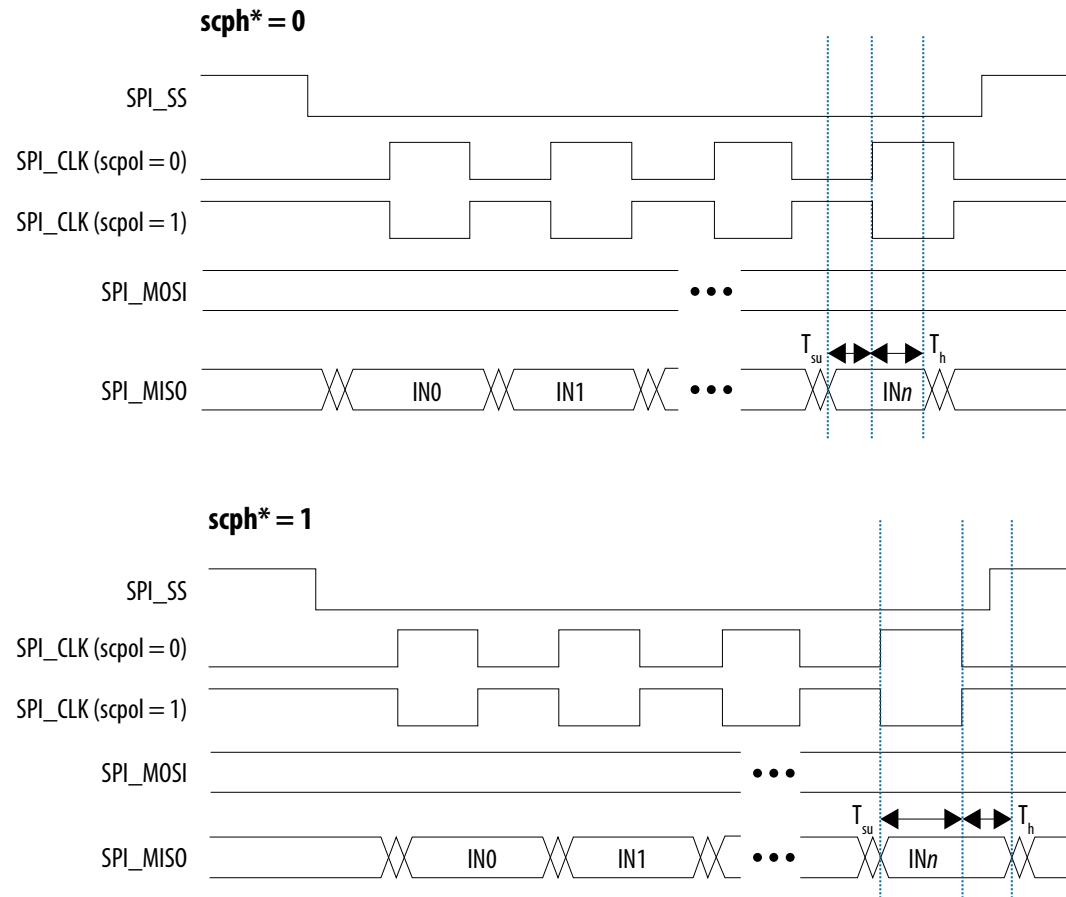 scph* = 0
SPI_SS
SPI_CLK (scpol = 0)
SPI_CLK (scpol = 1)
SPI_MOSI
•••
Tsu Th
SPI_MISO IN0 IN1 ••• INn
scph* = 1
SPI_SS
SPI_CLK (scpol = 0)
SPI_CLK (scpol = 1)
SPI_MOSI
•••
Tsu Th
SPI_MISO IN0 IN1 ••• INn